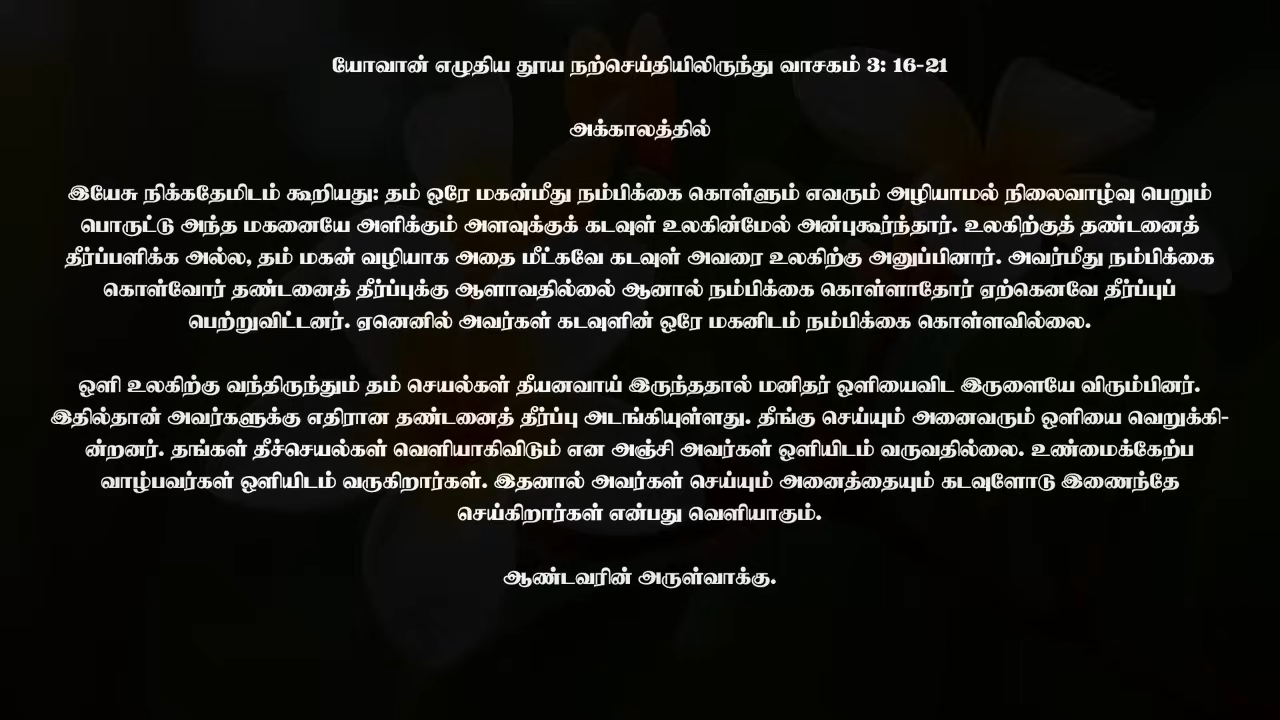 யோவான் எழுதிய தூய நற்செய்தியிலிருந்து வாசகம் 3: 16-21
அக்காலத்தில்
இயேசு நிக்கதேமிடம் கூறியது: தம் ஒரே மகன்மீது நம்பிக்கை கொள்ளும் எவரும் அழியாமல் நிலைவாழ்வு பெறும்
பொருட்டு அந்த மகனையே அளிக்கும் அளவுக்குக் கடவுள் உலகின்மேல் அன்புகூர்ந்தார். உலகிற்குத் தண்டனைத்
தீர்ப்பளிக்க அல்ல, தம் மகன் வழியாக அதை மீட்கவே கடவுள் அவரை உலகிற்கு அனுப்பினார். அவர்மீது நம்பிக்கை
கொள்வோர் தண்டனைத் தீர்ப்புக்கு ஆளாவதில்லை ஆனால் நம்பிக்கை கொள்ளாதோர் ஏற்கெனவே தீர்ப்புப்
பெற்றுவிட்டனர். ஏனெனில் அவர்கள் கடவுளின் ஒரே மகனிடம் நம்பிக்கை கொள்ளவில்லை.
ஒளி உலகிற்கு வந்திருந்தும் தம் செயல்கள் தீயனவாய் இருந்ததால் மனிதர் ஒளியைவிட இருளையே விரும்பினர்.
இதில்தான் அவர்களுக்கு எதிரான தண்டனைத் தீர்ப்பு அடங்கியுள்ளது. தீங்கு செய்யும் அனைவரும் ஒளியை வெறுக்கி-
ன்றனர். தங்கள் தீச்செயல்கள் வெளியாகிவிடும் என அஞ்சி அவர்கள் ஒளியிடம் வருவதில்லை. உண்மைக்கேற்ப
வாழ்பவர்கள் ஒளியிடம் வருகிறார்கள். இதனால் அவர்கள் செய்யும் அனைத்தையும் கடவுளோடு இணைந்தே
செய்கிறார்கள் என்பது வெளியாகும்.
ஆண்டவரின் அருள்வாக்கு.